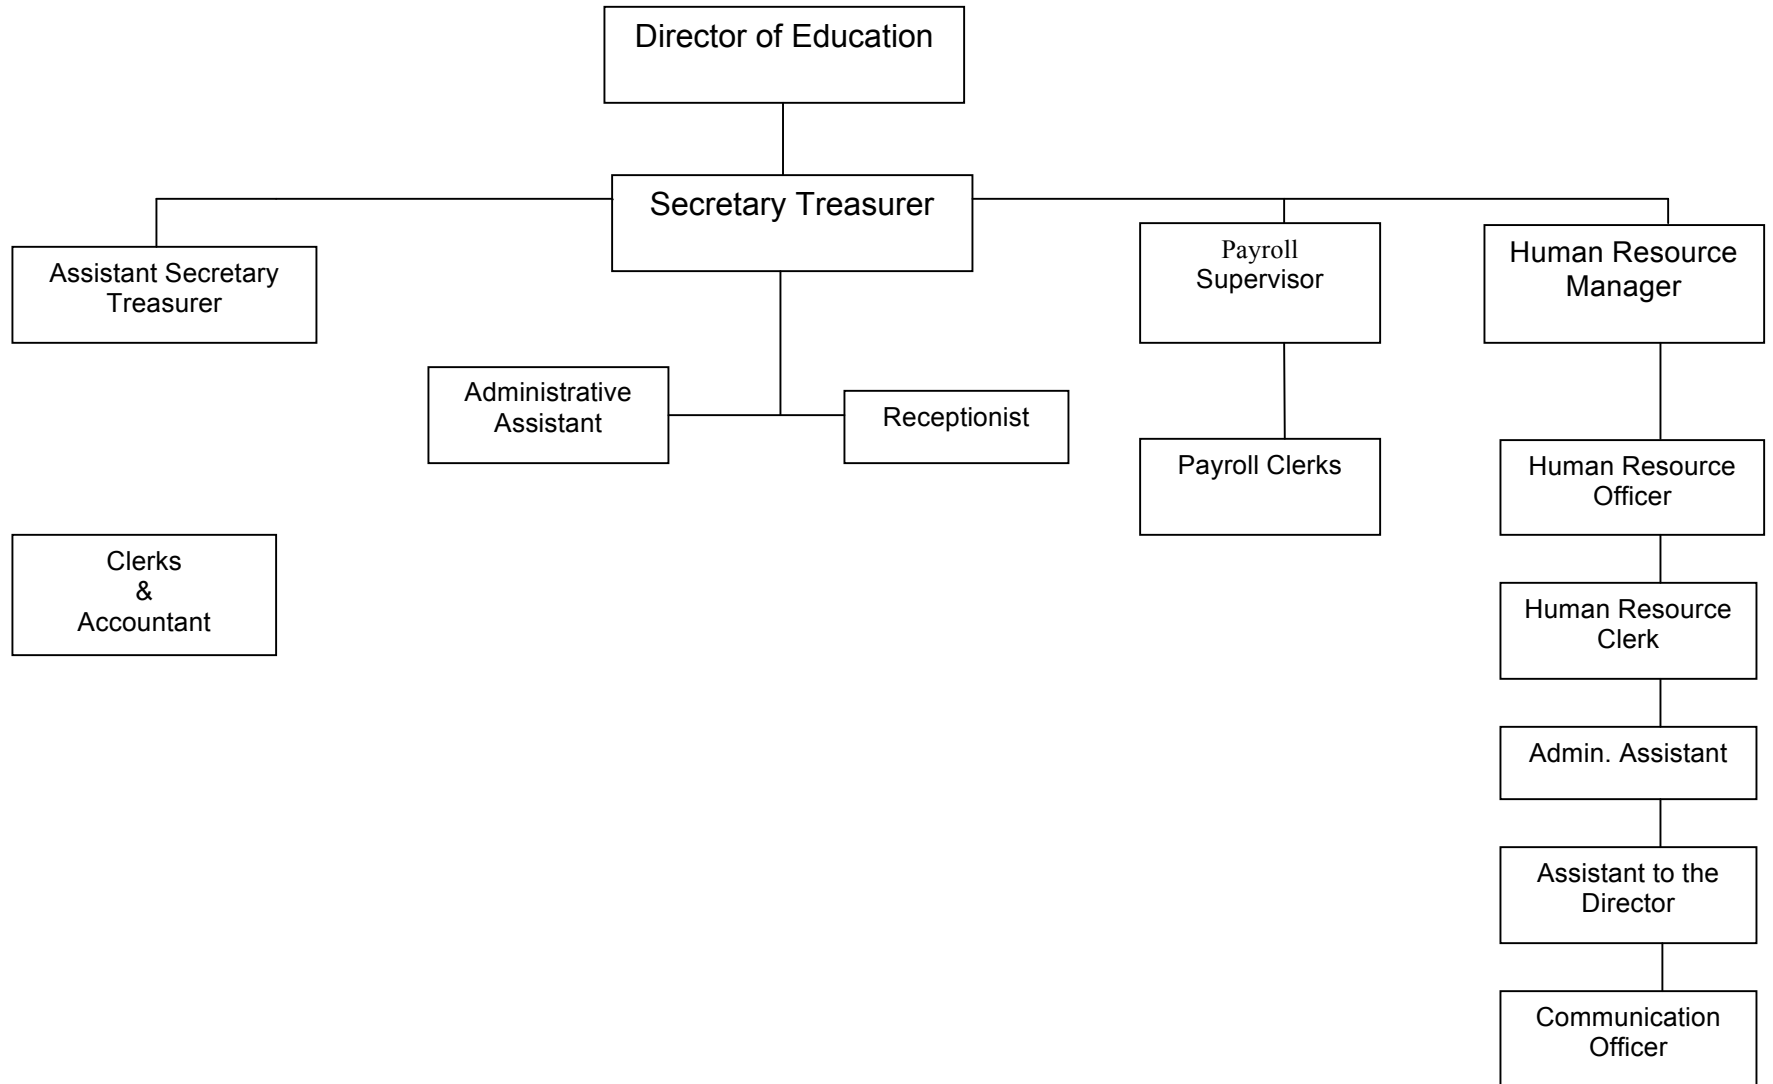 Director of Education
Secretary Treasurer
Assistant Secretary
Treasurer
Payroll
Supervisor
Human Resource
Manager
Administrative
Assistant
Receptionist
Payroll Clerks
Human Resource
Officer
Clerks
&
Accountant
Human Resource
Clerk
Admin. Assistant
Assistant to the
Director
Communication
Officer